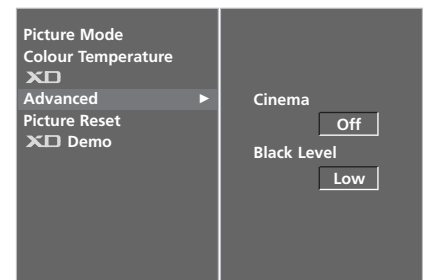 Picture Mode
Colour Temperature
XD
Advanced ►
Picture Reset
XD Demo
Cinema
Off
Black Level
Low